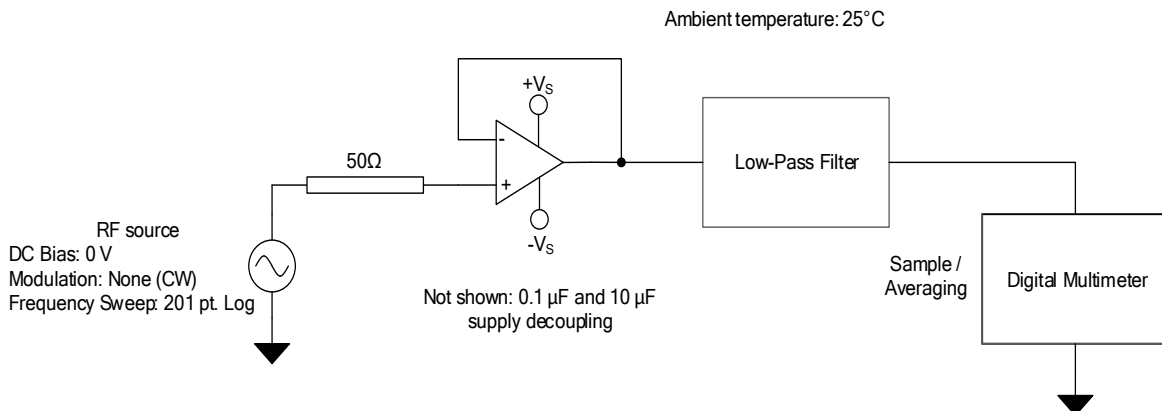 Ambient temperature: 25°C
+VS
50Ω
-
+
Low-Pass Filter
-VS
RF source
DC Bias: 0 V
Modulation: None (CW)
Frequency Sweep: 201 pt. Log
Not shown: 0.1 µF and 10 µF
supply decoupling
Sample /
Averaging
Digital Multimeter